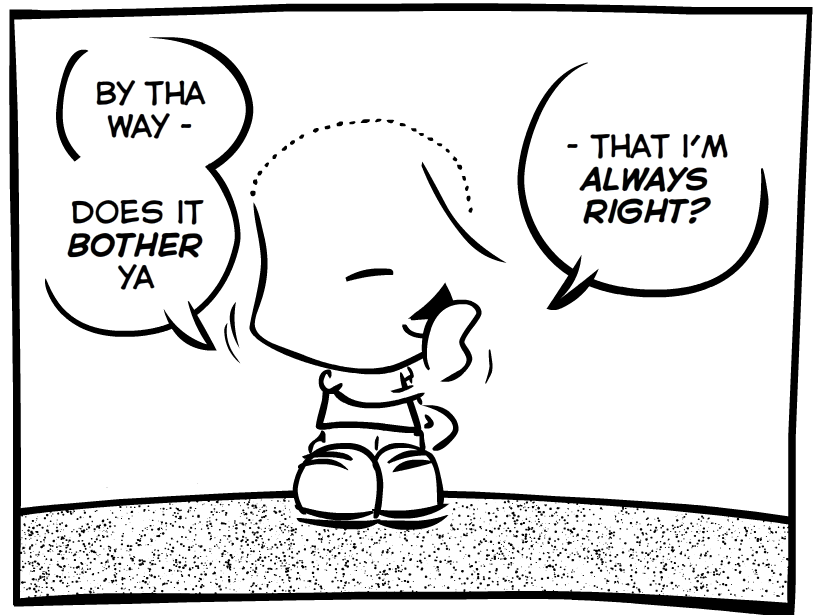 BY THA
WAY -
DOES IT
BOTHER
YA
- THAT I'M
ALWAYS
RIGHT?